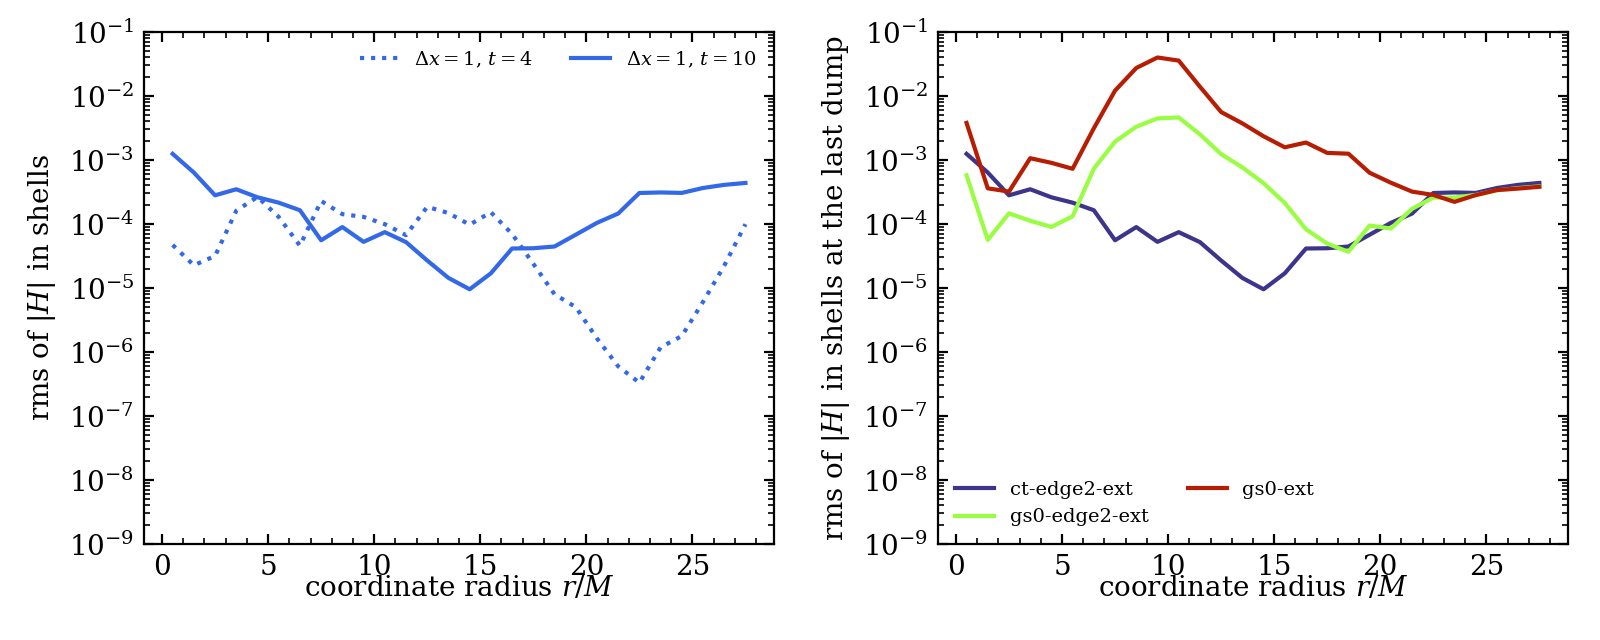 rms of |H| in shells
10⁻¹
10⁻²
10⁻³
10⁻⁴
10⁻⁵
10⁻⁶
10⁻⁷
10⁻⁸
10⁻⁹
Δx = 1, t = 4
Δx = 1, t = 10
0 5 10 15 20 25
coordinate radius r/M
rms of |H| in shells at the last dump
10⁻¹
10⁻²
10⁻³
10⁻⁴
10⁻⁵
10⁻⁶
10⁻⁷
10⁻⁸
10⁻⁹
ct-edge2-ext
gs0-edge2-ext
gs0-ext
0 5 10 15 20 25
coordinate radius r/M